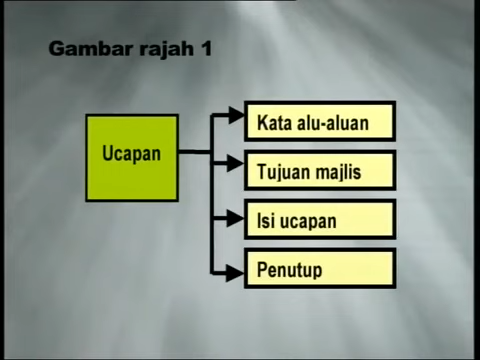 Gambar rajah 1
Ucapan
Kata alu-aluan
Tujuan majlis
Isi ucapan
Penutup